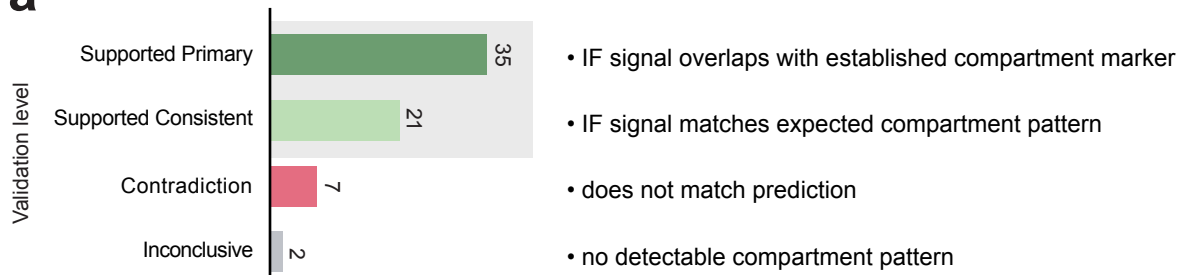 a
Supported Primary
35
• IF signal overlaps with established compartment marker
Supported Consistent
21
• IF signal matches expected compartment pattern
Contradiction
7
• does not match prediction
Inconclusive
2
• no detectable compartment pattern
Validation level